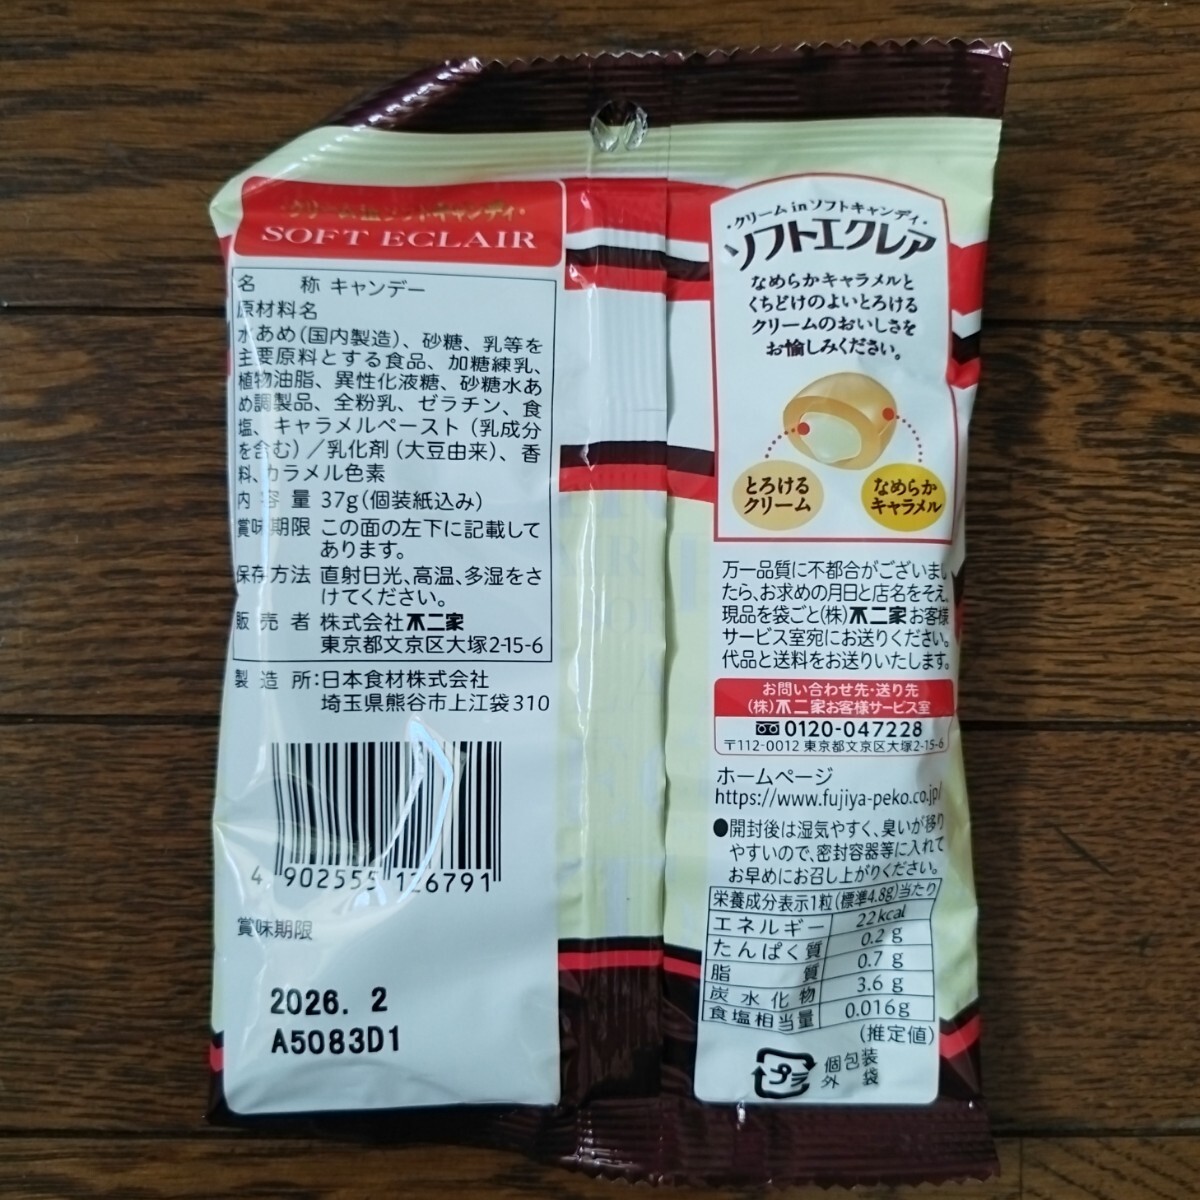 ・クリームinソフトキャンディ・
SOFT ECLAIR
名称 キャンデー
原材料名
水あめ(国内製造)、砂糖、乳等を
主要原料とする食品、加糖練乳、
植物油脂、異性化液糖、砂糖水あ
め調製品、全粉乳、ゼラチン、食
塩、キャラメルペースト(乳成分
を含む)/乳化剤(大豆由来)、香
料、カラメル色素
内容量 37g(個装紙込み)
賞味期限 この面の左下に記載して
あります。
保存方法 直射日光、高温、多湿をさ
けてください。
販売者 株式会社不二家
東京都文京区大塚2-15-6
製造所:日本食材株式会社
埼玉県熊谷市上江袋310
4 902555 126791
賞味期限
2026. 2
A5083D1
・クリームinソフトキャンディ・
ソフトエクレア
なめらかキャラメルと
くちどけのよいとろける
クリームのおいしさを
お愉しみください。
とろける
クリーム
なめらか
キャラメル
万一品質に不都合がございまし
たら、お求めの月日と店名をそえ、
現品を袋ごと(株)不二家お客様
サービス室宛にお送りください。
代品と送料をお送りいたします。
お問い合わせ先・送り先
(株)不二家お客様サービス室
0120-047228
〒112-0012 東京都文京区大塚2-15-6
ホームページ
https://www.fujiya-peko.co.jp/
●開封後は湿気やすく、臭いが移り
やすいので、密封容器等に入れて
お早めにお召し上がりください。
栄養成分表示1粒(標準4.8g)当たり
エネルギー 22kcal
たんぱく質 0.2g
脂質 0.7g
炭水化物 3.6g
食塩相当量 0.016g
(推定値)
プラ
個包装
外袋